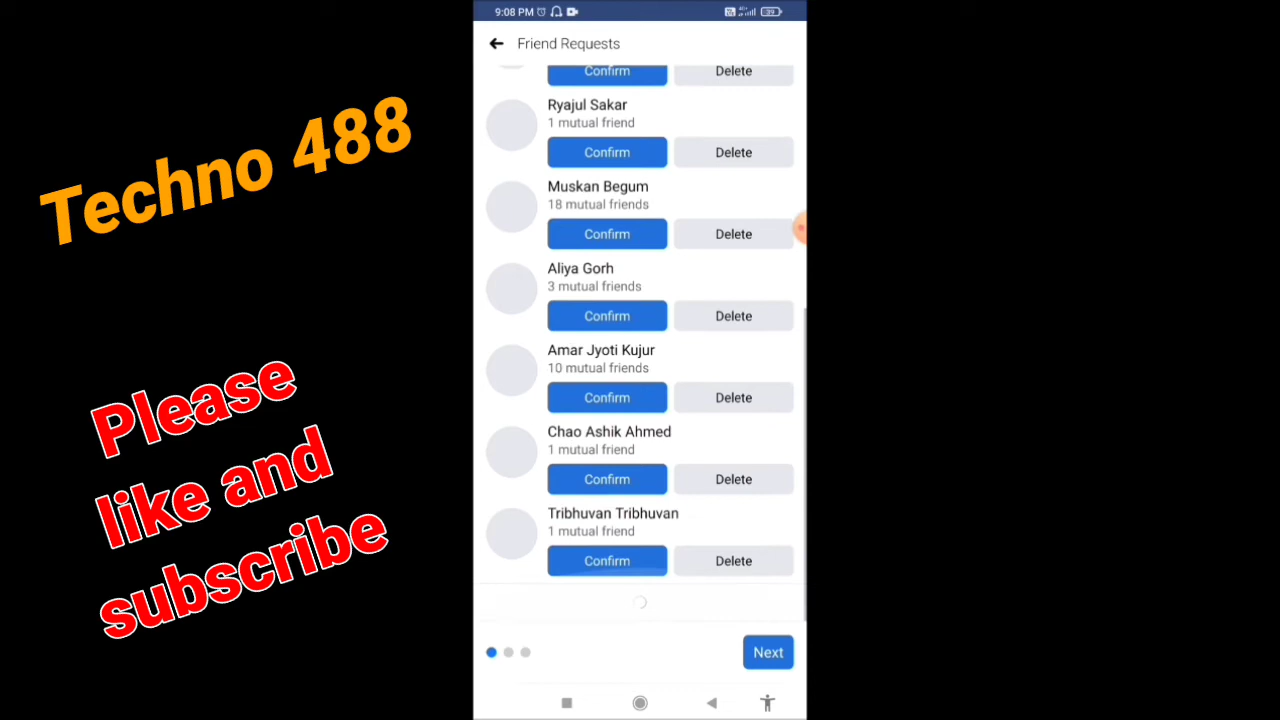 9:08 PM
39
Friend Requests
Confirm Delete
Ryajul Sakar
1 mutual friend
Confirm Delete
Muskan Begum
18 mutual friends
Confirm Delete
Aliya Gorh
3 mutual friends
Confirm Delete
Amar Jyoti Kujur
10 mutual friends
Confirm Delete
Chao Ashik Ahmed
1 mutual friend
Confirm Delete
Tribhuvan Tribhuvan
1 mutual friend
Confirm Delete
Next
Techno 488
Please
like and
subscribe